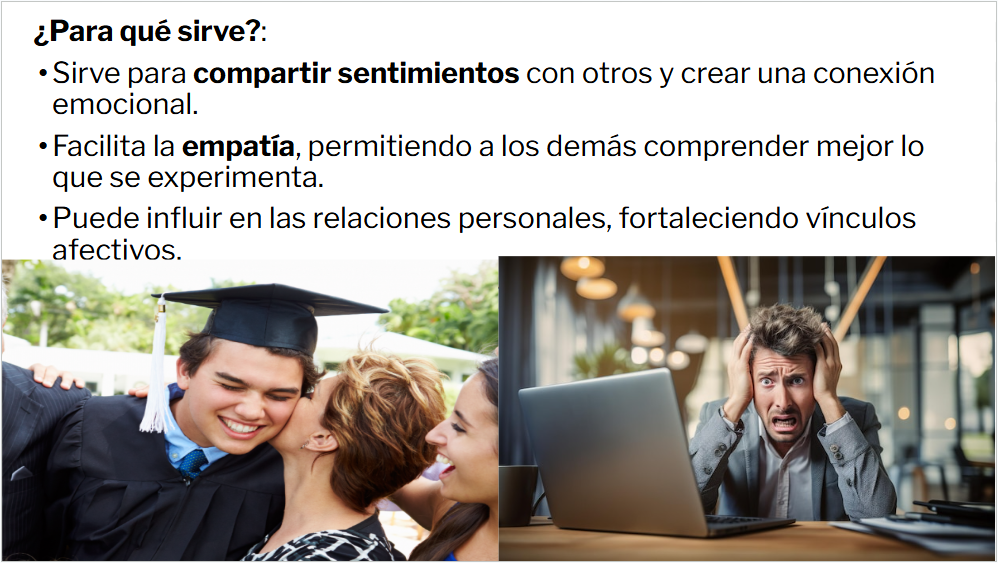 ¿Para qué sirve?:
• Sirve para compartir sentimientos con otros y crear una conexión
emocional.
• Facilita la empatía, permitiendo a los demás comprender mejor lo
que se experimenta.
• Puede influir en las relaciones personales, fortaleciendo vínculos
afectivos.